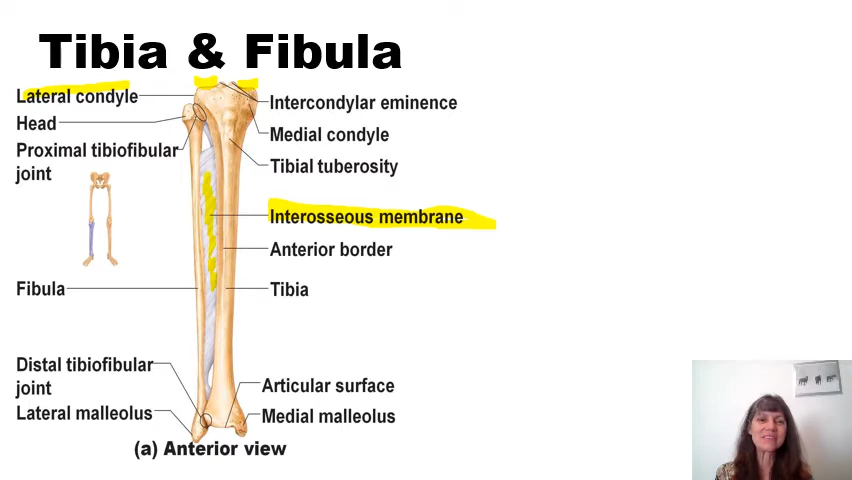 Tibia & Fibula
Lateral condyle
Head
Proximal tibiofibular
joint
Fibula
Distal tibiofibular
joint
Lateral malleolus
Intercondylar eminence
Medial condyle
Tibial tuberosity
Interosseous membrane
Anterior border
Tibia
Articular surface
Medial malleolus
(a) Anterior view